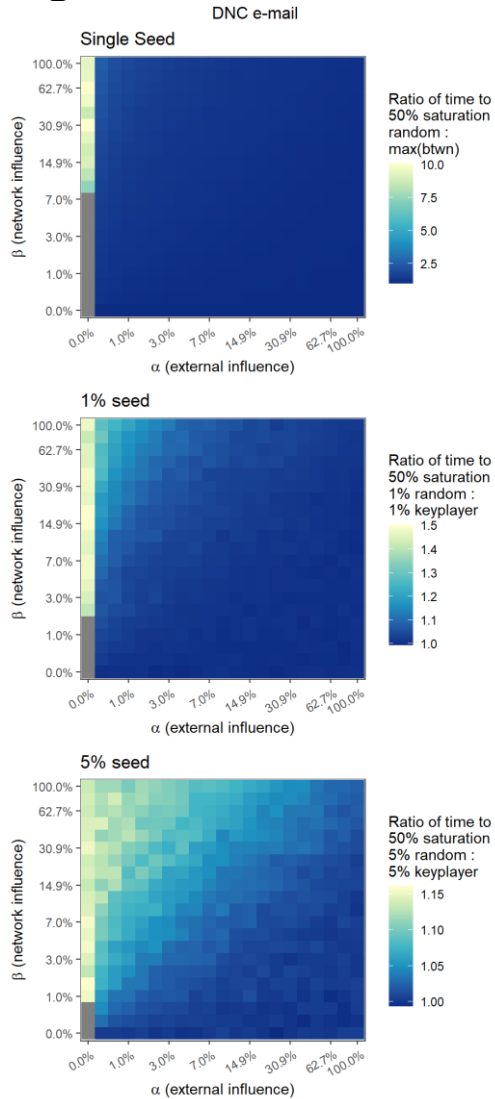 DNC e-mail
Single Seed
100.0%
62.7%
30.9%
14.9%
7.0%
3.0%
1.0%
0.0%
β (network influence)
0.0%
1.0%
3.0%
7.0%
14.9%
30.9%
62.7%
100.0%
α (external influence)
Ratio of time to
50% saturation
random :
max(btwn)
10.0
7.5
5.0
2.5
1% seed
100.0%
62.7%
30.9%
14.9%
7.0%
3.0%
1.0%
0.0%
β (network influence)
0.0%
1.0%
3.0%
7.0%
14.9%
30.9%
62.7%
100.0%
α (external influence)
Ratio of time to
50% saturation
1% random :
1% keyplayer
1.5
1.4
1.3
1.2
1.1
1.0
5% seed
100.0%
62.7%
30.9%
14.9%
7.0%
3.0%
1.0%
0.0%
β (network influence)
0.0%
1.0%
3.0%
7.0%
14.9%
30.9%
62.7%
100.0%
α (external influence)
Ratio of time to
50% saturation
5% random :
5% keyplayer
1.15
1.10
1.05
1.00